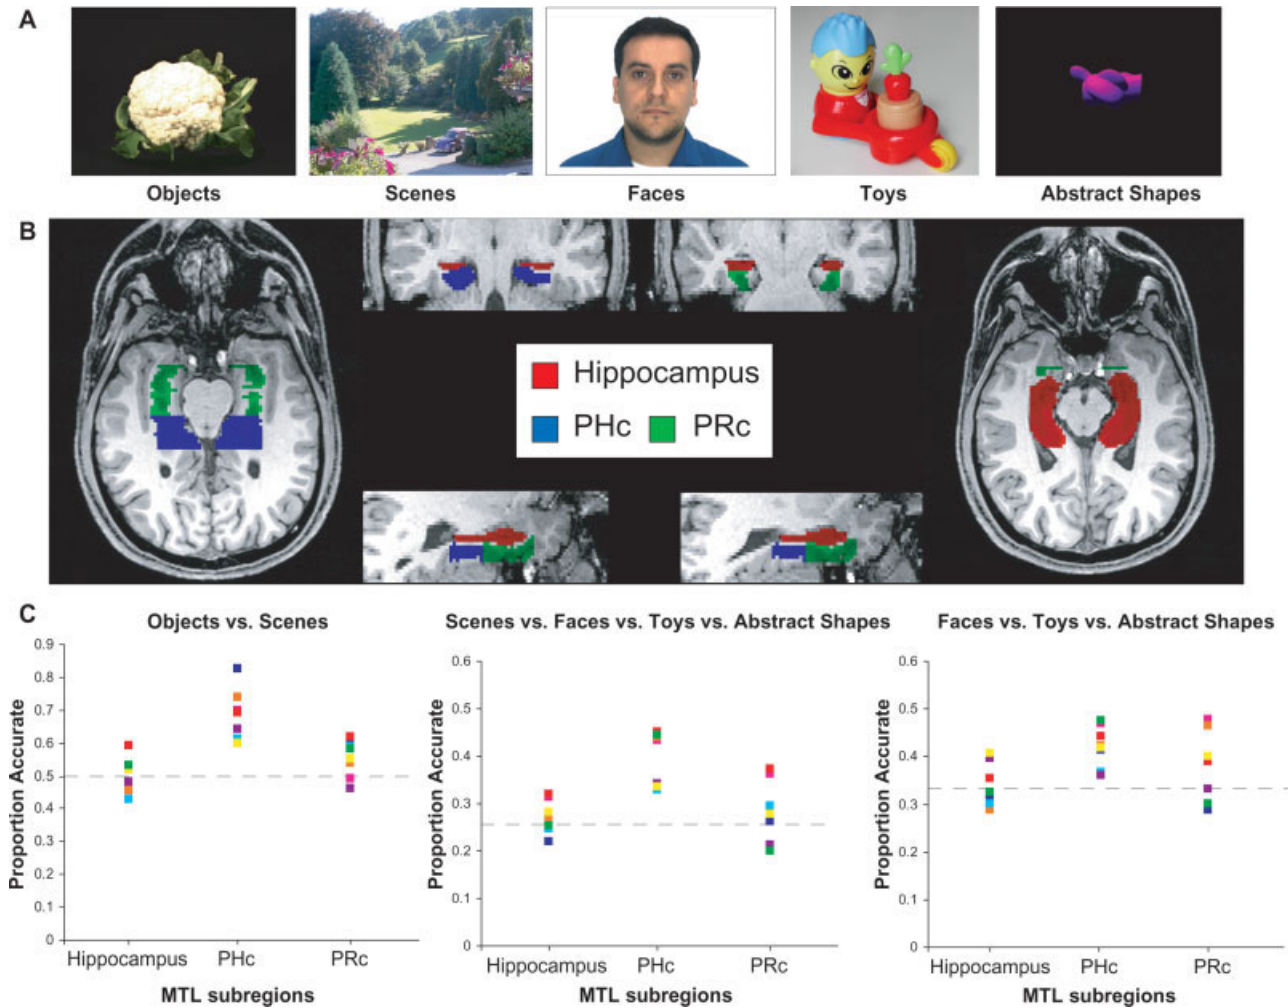 A
Objects
Scenes
Faces
Toys
Abstract Shapes
B
Hippocampus
PHc
PRc
C
Objects vs. Scenes
Proportion Accurate
0.9
0.8
0.7
0.6
0.5
0.4
0.3
0.2
0.1
0
Hippocampus
PHc
PRc
MTL subregions
Scenes vs. Faces vs. Toys vs. Abstract Shapes
Proportion Accurate
0.6
0.5
0.4
0.3
0.2
0.1
0
Hippocampus
PHc
PRc
MTL subregions
Faces vs. Toys vs. Abstract Shapes
Proportion Accurate
0.6
0.5
0.4
0.3
0.2
0.1
0
Hippocampus
PHc
PRc
MTL subregions